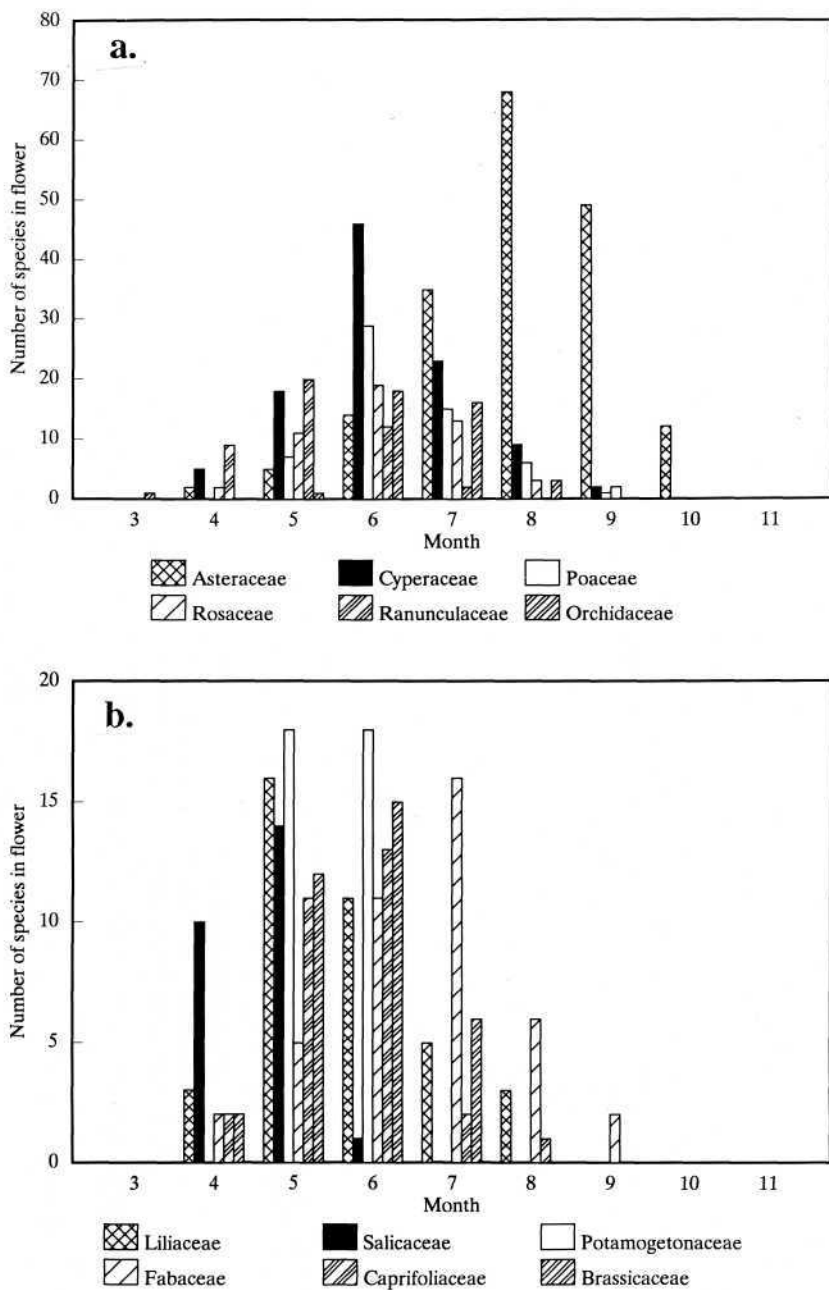 a.
Number of species in flower
80
70
60
50
40
30
20
10
0
3 4 5 6 7 8 9 10 11
Month
Asteraceae Cyperaceae Poaceae
Rosaceae Ranunculaceae Orchidaceae
b.
Number of species in flower
20
15
10
5
0
3 4 5 6 7 8 9 10 11
Month
Liliaceae Salicaceae Potamogetonaceae
Fabaceae Caprifoliaceae Brassicaceae